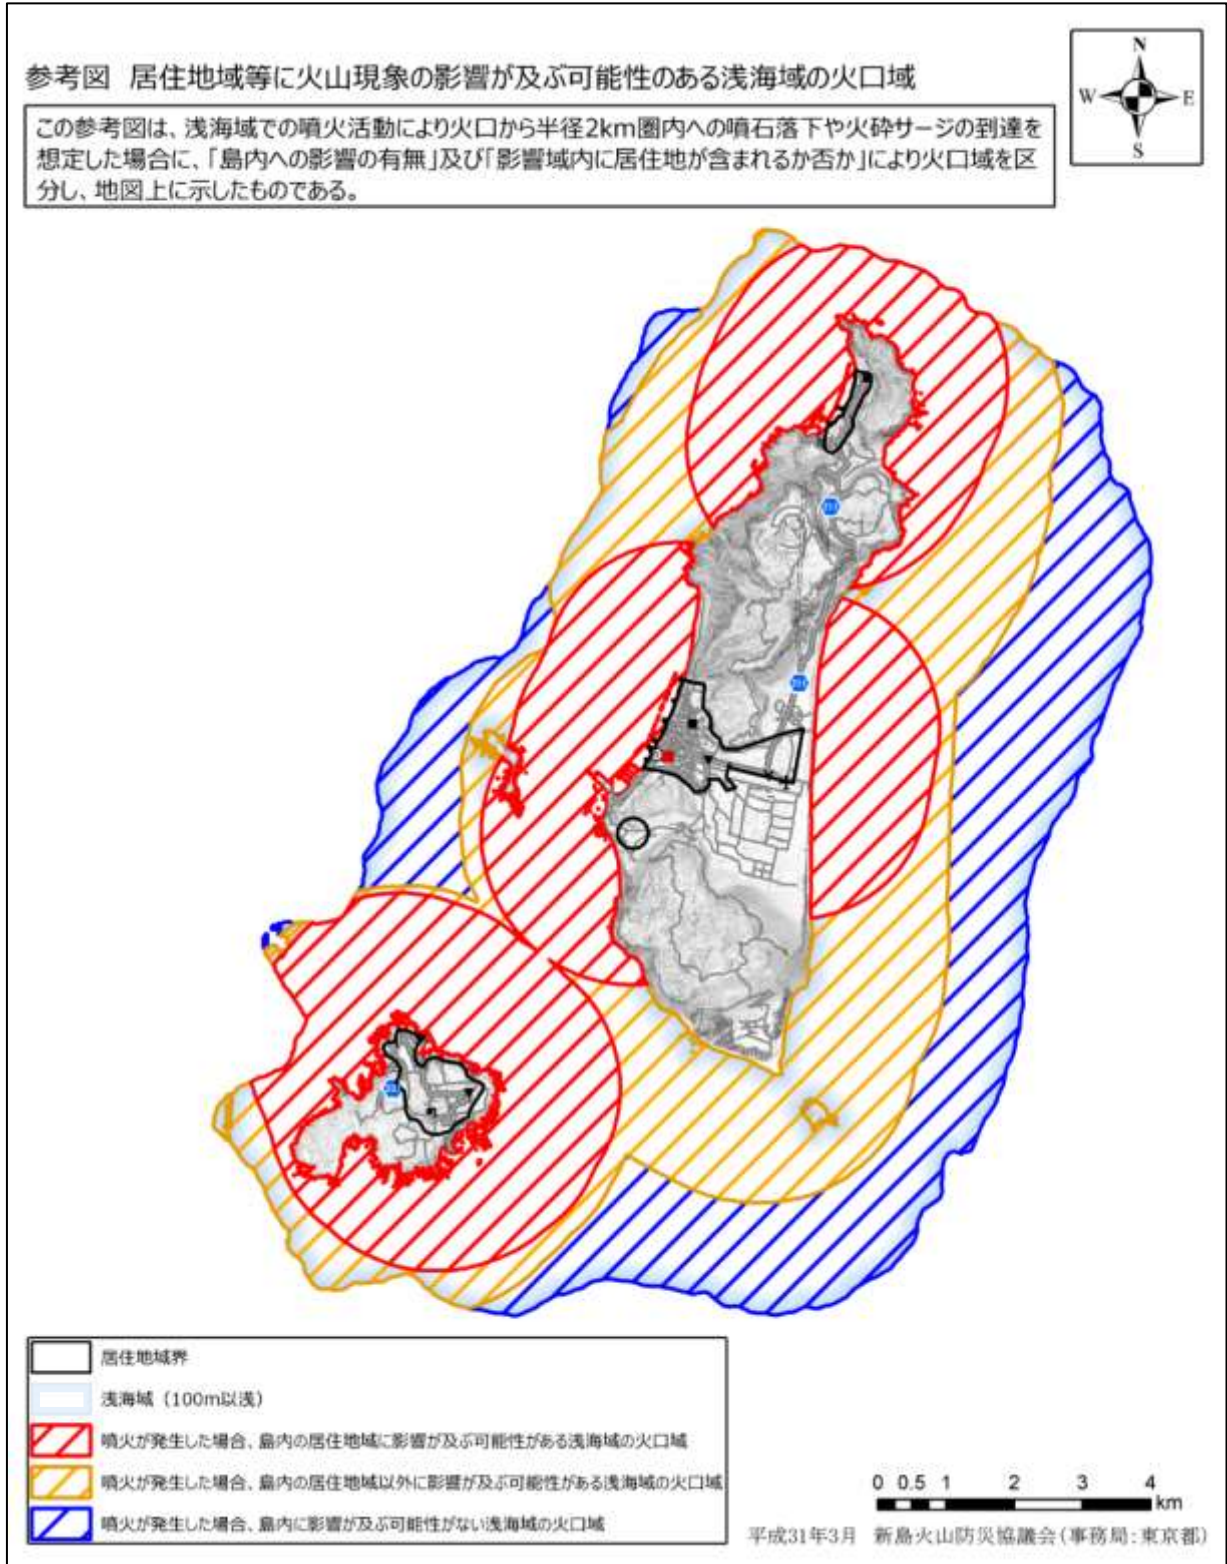 参考図 居住地域等に火山現象の影響が及ぶ可能性のある浅海域の火口域
この参考図は、浅海域での噴火活動により火口から半径2km圏内への噴石落下や火砕サージの到達を
想定した場合に、「島内への影響の有無」及び「影響域内に居住地が含まれるか否か」により火口域を区
分し、地図上に示したものである。
N
W E
S
居住地域界
浅海域（100m以浅）
噴火が発生した場合、島内の居住地域に影響が及ぶ可能性がある浅海域の火口域
噴火が発生した場合、島内の居住地域以外に影響が及ぶ可能性がある浅海域の火口域
噴火が発生した場合、島内に影響が及ぶ可能性がない浅海域の火口域
0 0.5 1 2 3 4
km
平成31年3月 新島火山防災協議会(事務局:東京都)